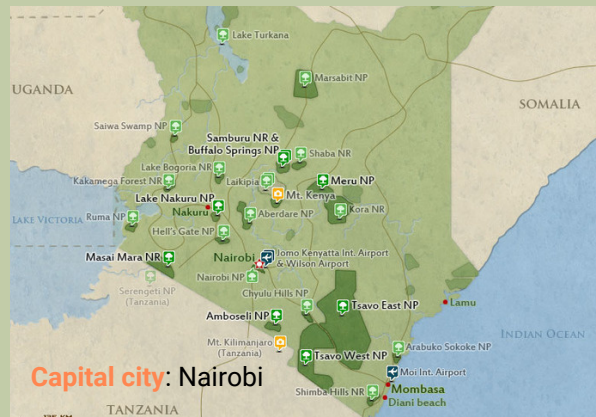 Lake Turkana
Marsabit NP
UGANDA
SOMALIA
Saiwa Swamp NP
Samburu NR &
Buffalo Springs NP
Shaba NR
Lake Bogoria NR
Kakamega Forest NR
Laikipia
Meru NP
Mt. Kenya
Lake Nakuru NP
Nakuru
Aberdare NP
Kora NR
LAKE VICTORIA
Ruma NP
Hell's GATE NP
Masai Mara NR
Nairobi
Jomo Kenyatta Int. Airport
& Wilson Airport
Serengeti NP
(Tanzania)
Nairobi NP
Chyulu Hills NP
Tsavo East NP
Lamu
Amboseli NP
INDIAN OCEAN
Mt. Kilimanjaro
(Tanzania)
Tsavo West NP
Arabuko Sokoke NP
Capital city: Nairobi
Moi Int. Airport
Shimba Hills NR
Mombasa
Diani beach
TANZANIA